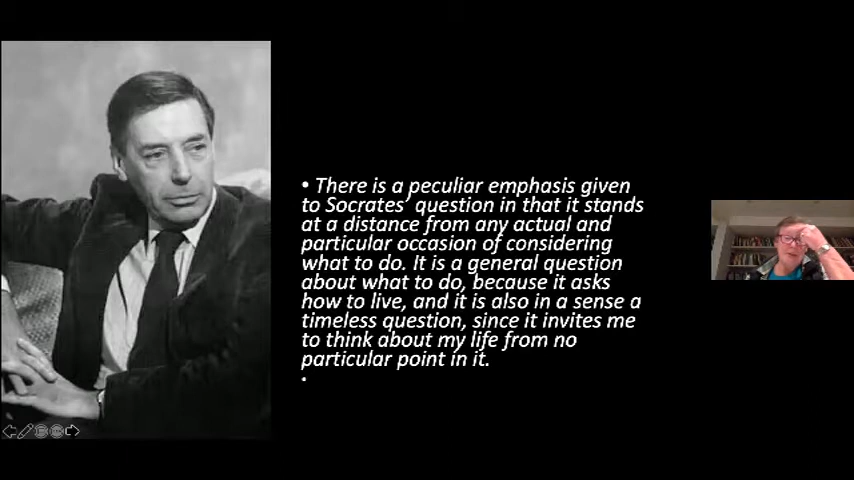 • There is a peculiar emphasis given
to Socrates' question in that it stands
at a distance from any actual and
particular occasion of considering
what to do. It is a general question
about what to do, because it asks
how to live, and it is also in a sense a
timeless question, since it invites me
to think about my life from no
particular point in it.
•